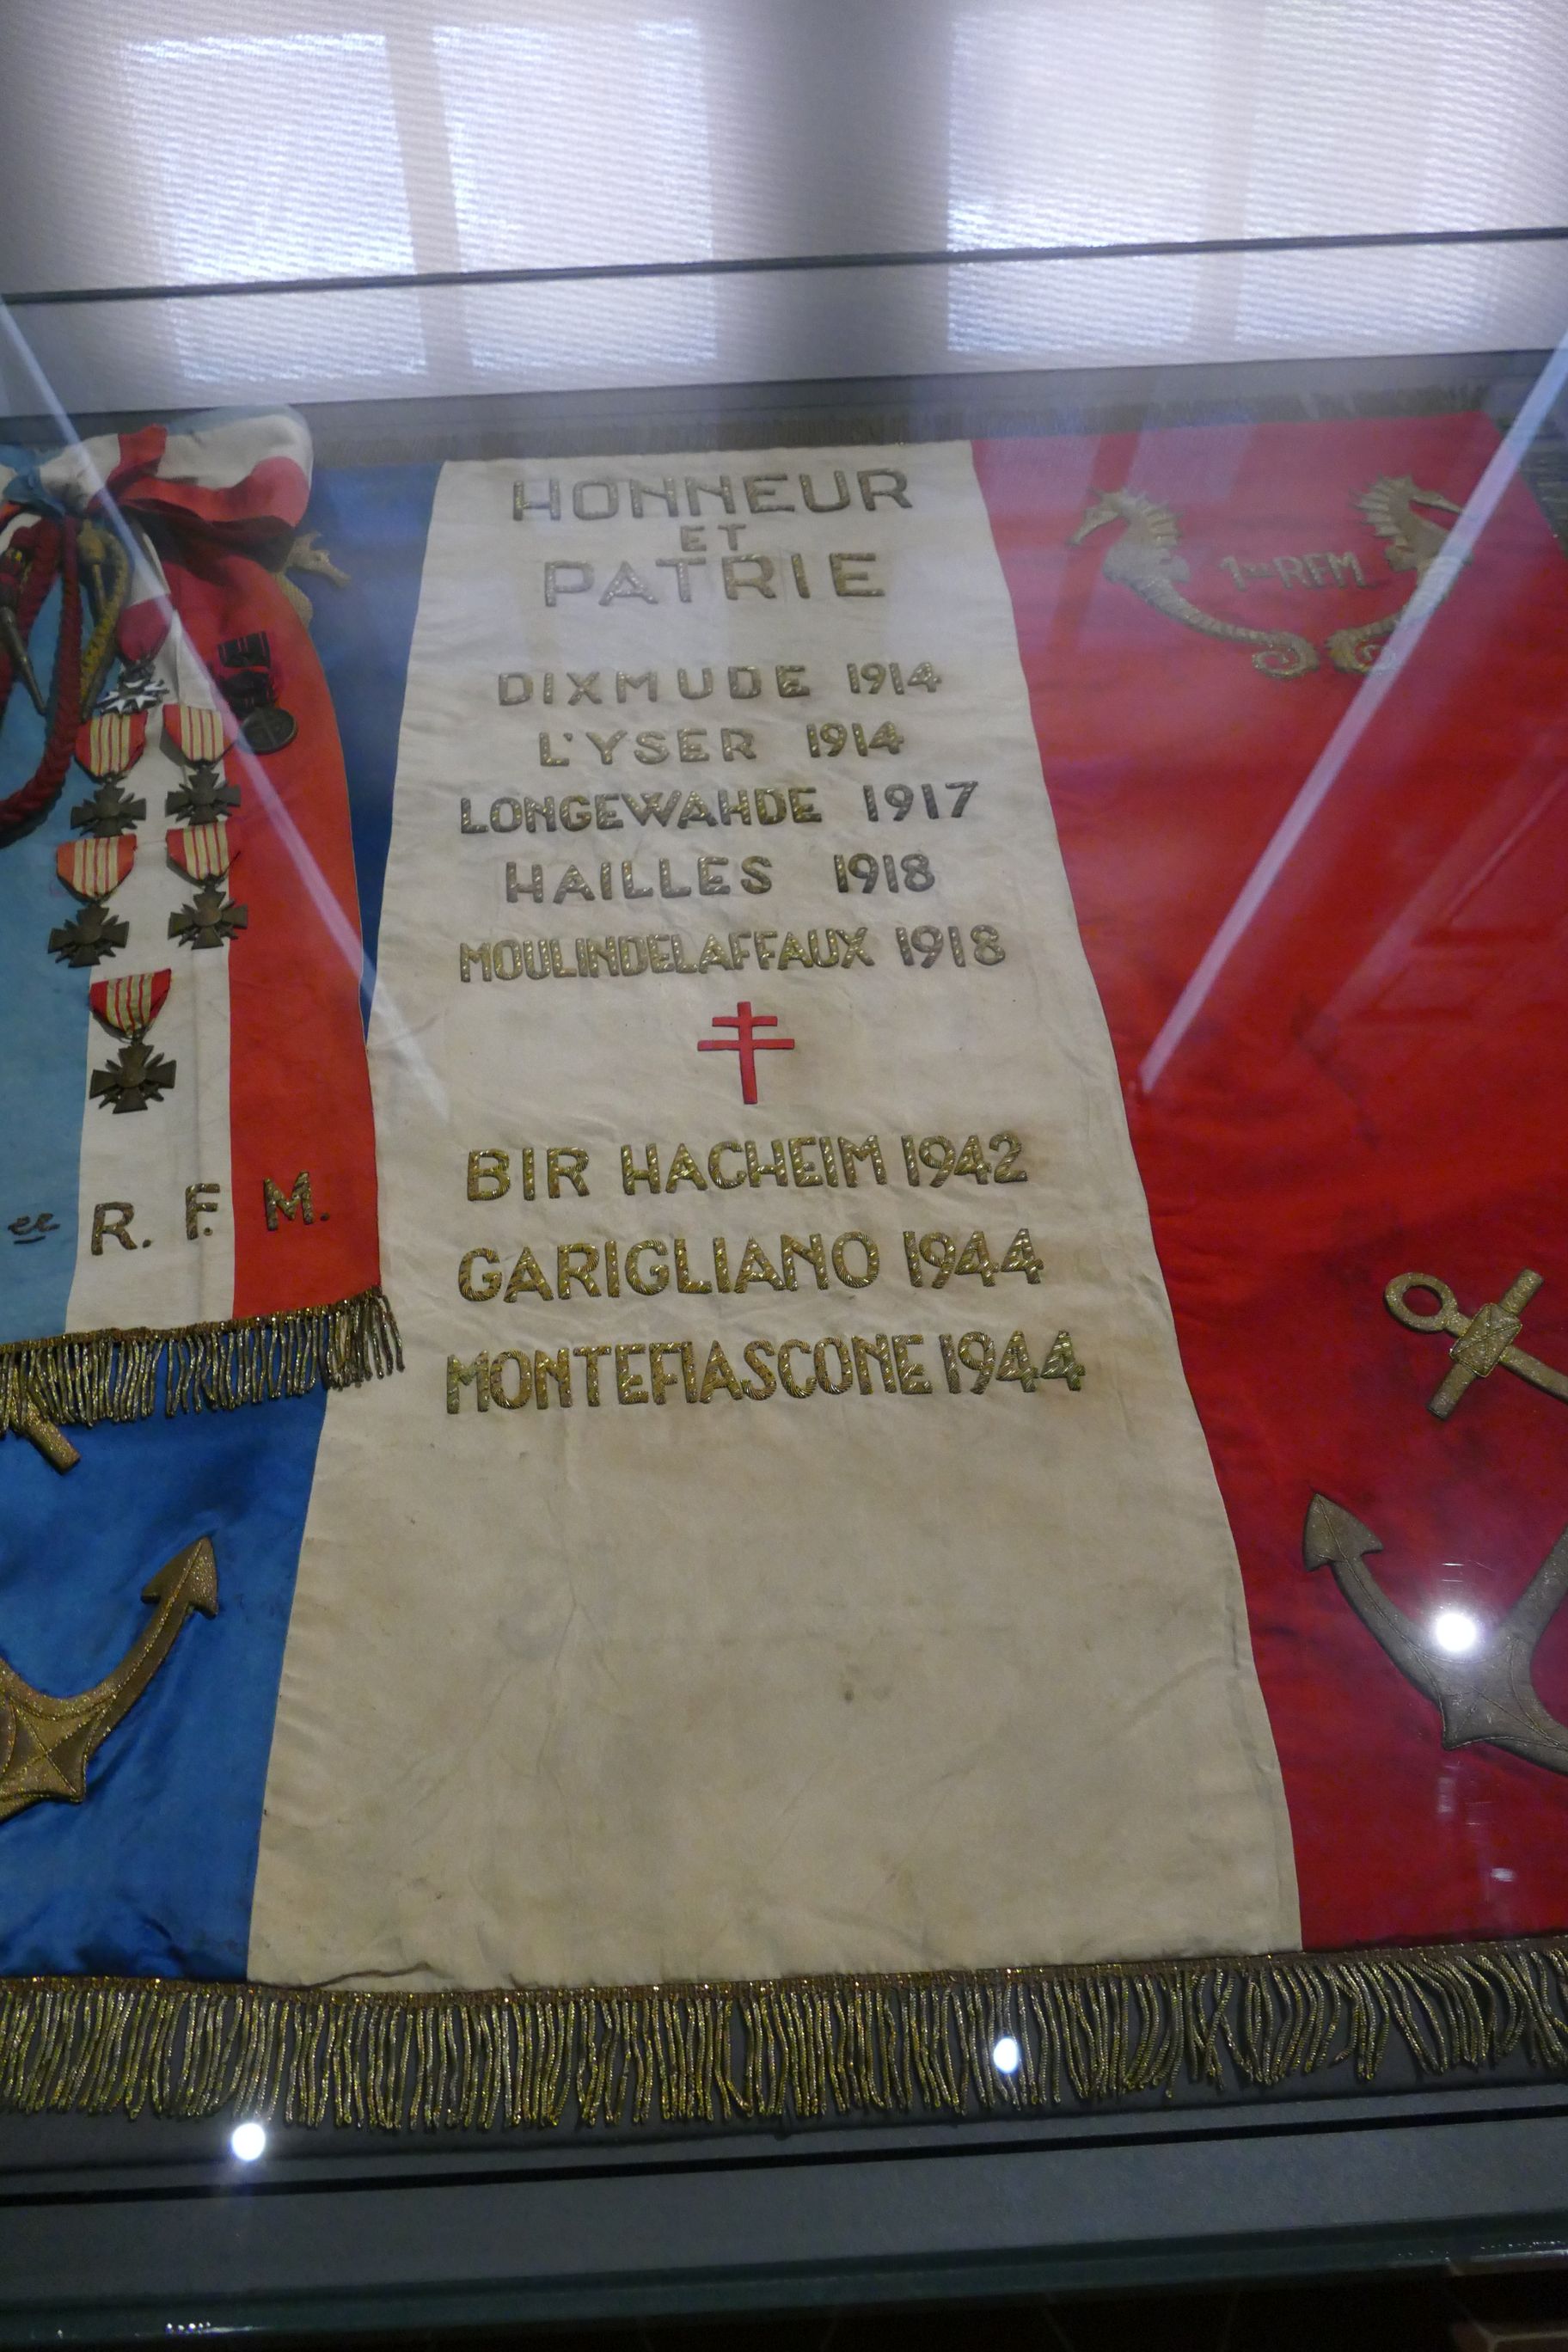 HONNEUR
ET
PATRIE
DIXMUDE 1914
L'YSER 1914
LONGEWAHDE 1917
HAILLES 1918
MOULINDELAFFAUX 1918
BIR HACHEIM 1942
GARIGLIANO 1944
MONTEFIASCONE 1944
1er RFM
er R. F. M.